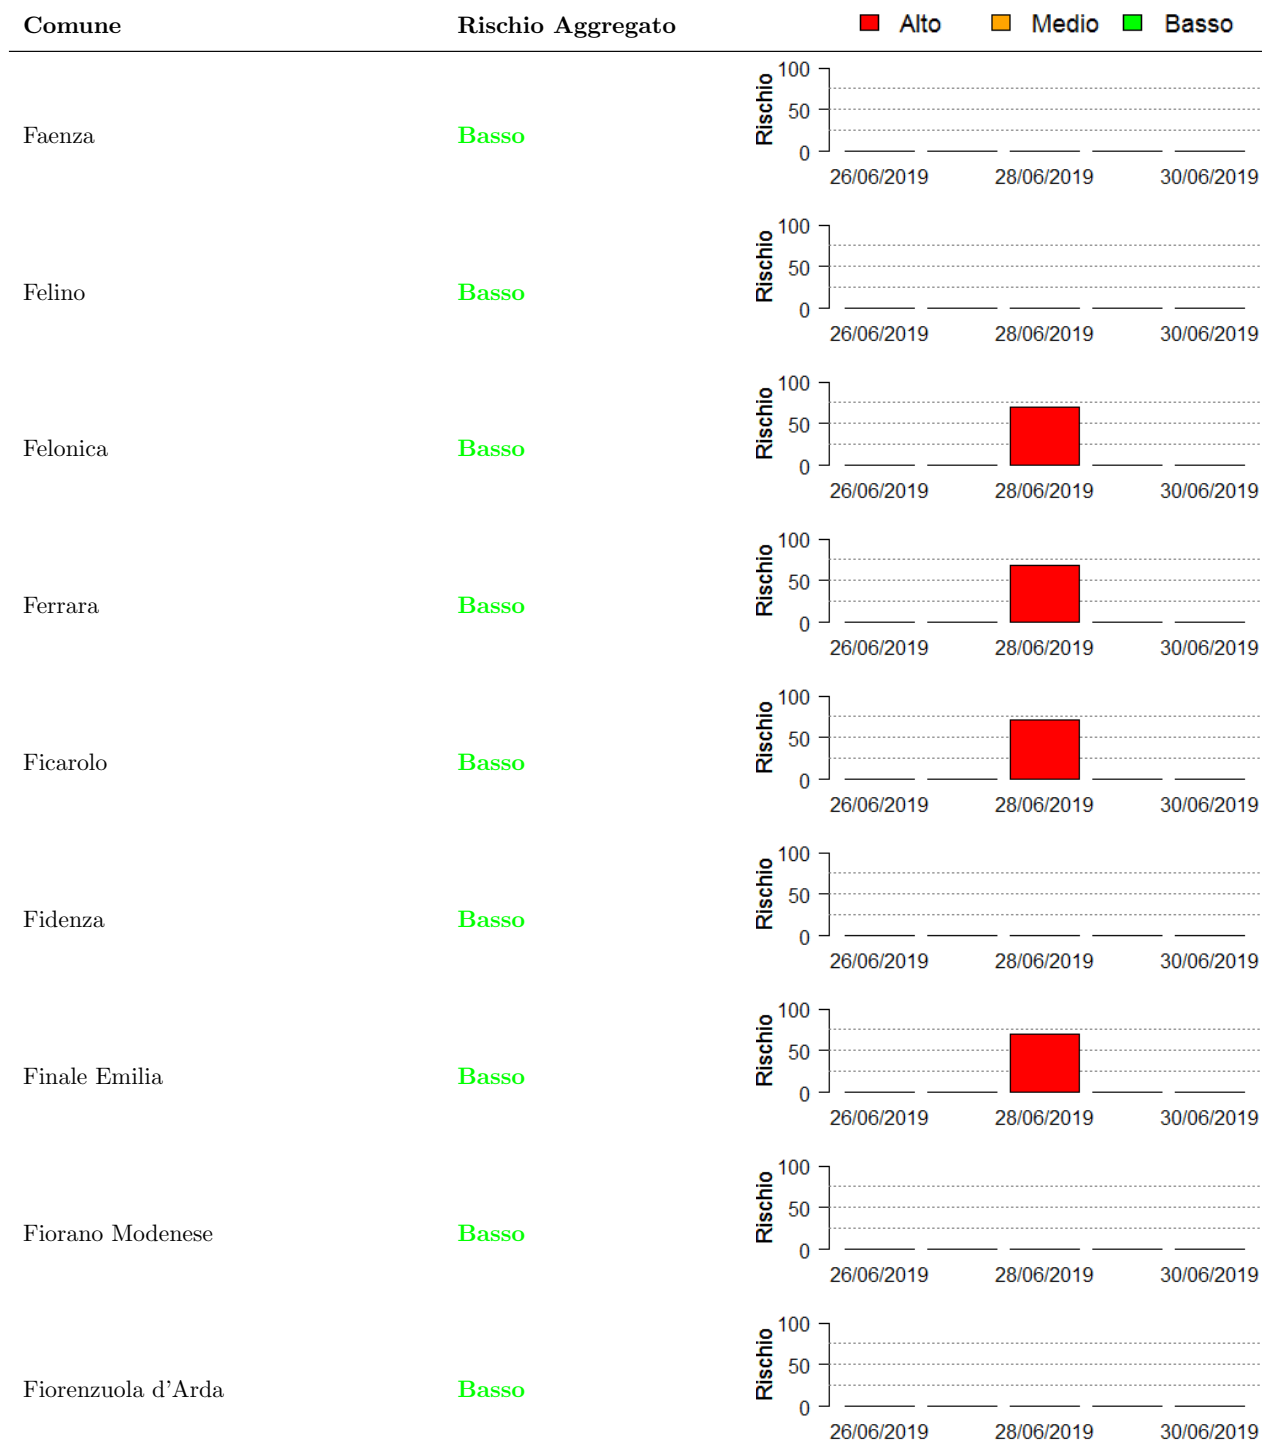 Comune Rischio Aggregato Alto Medio Basso
Faenza Basso Rischio 100 50 0
26/06/2019 28/06/2019 30/06/2019
Felino Basso Rischio 100 50 0
26/06/2019 28/06/2019 30/06/2019
Felonica Basso Rischio 100 50 0
26/06/2019 28/06/2019 30/06/2019
Ferrara Basso Rischio 100 50 0
26/06/2019 28/06/2019 30/06/2019
Ficarolo Basso Rischio 100 50 0
26/06/2019 28/06/2019 30/06/2019
Fidenza Basso Rischio 100 50 0
26/06/2019 28/06/2019 30/06/2019
Finale Emilia Basso Rischio 100 50 0
26/06/2019 28/06/2019 30/06/2019
Fiorano Modenese Basso Rischio 100 50 0
26/06/2019 28/06/2019 30/06/2019
Fiorenzuola d'Arda Basso Rischio 100 50 0
26/06/2019 28/06/2019 30/06/2019